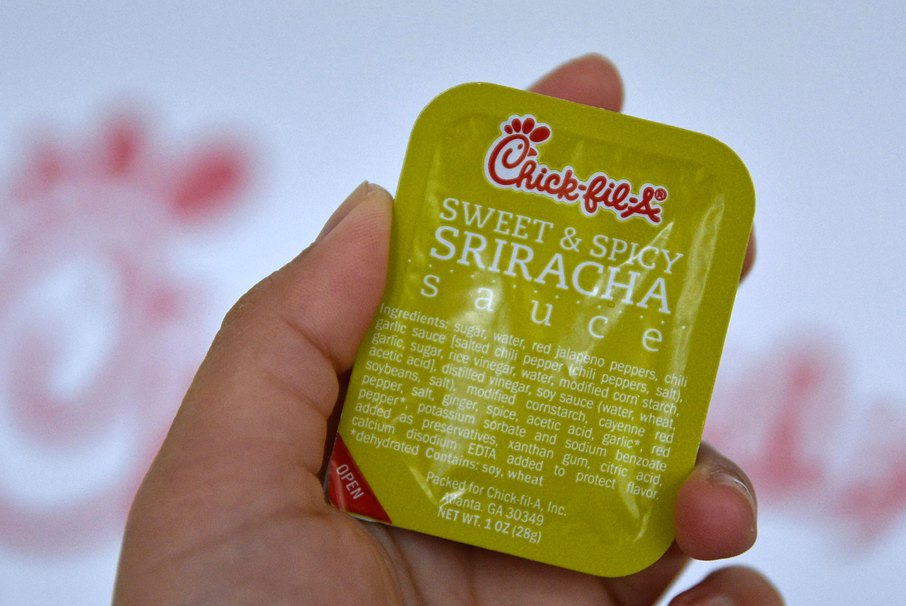 Chick-fil-A®
SWEET & SPICY
SRIRACHA
sauce
Ingredients: sugar, water, red jalapeno peppers, chili
garlic sauce [salted chili pepper (chili peppers, salt),
garlic, sugar, rice vinegar, water, modified corn starch,
acetic acid], distilled vinegar, soy sauce (water, wheat,
soybeans, salt), modified cornstarch, cayenne red
pepper, salt, ginger, spice, acetic acid, garlic*, red
pepper*, potassium sorbate and sodium benzoate
added as preservatives, xanthan gum, citric acid,
calcium disodium EDTA added to protect flavor.
*dehydrated Contains: soy, wheat
Packed for Chick-fil-A, Inc.
Atlanta, GA 30349
NET WT. 1 OZ (28g)
OPEN